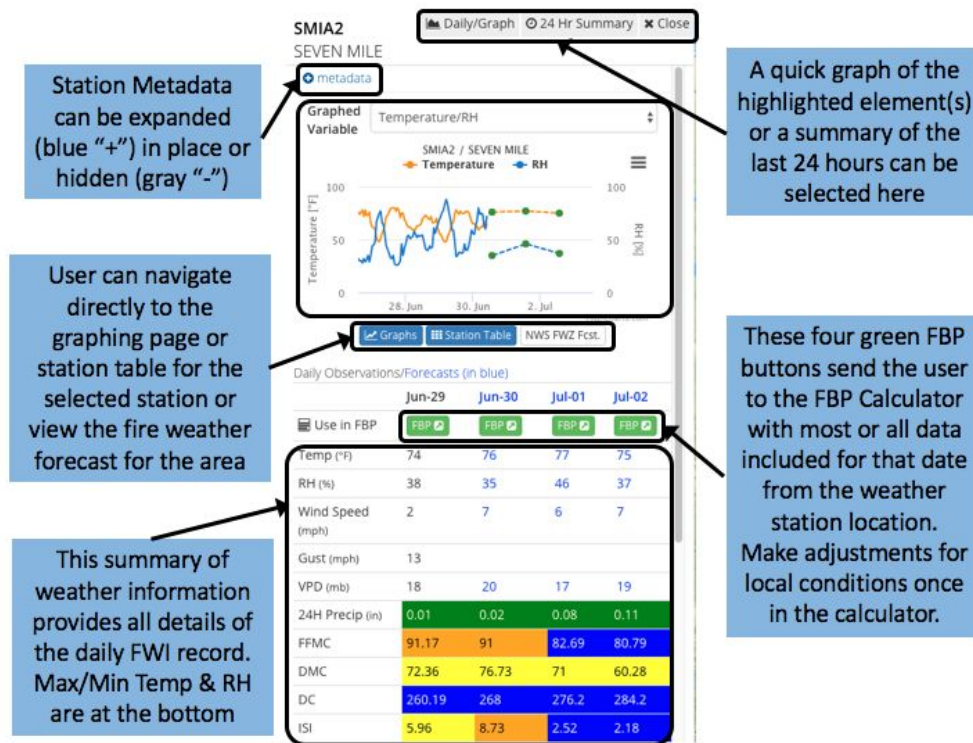 SMIA2
SEVEN MILE
Daily/Graph 24 Hr Summary Close
metadata
Station Metadata
can be expanded
(blue “+”) in place or
hidden (gray “-”)
A quick graph of the
highlighted element(s)
or a summary of the
last 24 hours can be
selected here
Graphed
Variable
Temperature/RH
SMIA2 / SEVEN MILE
Temperature RH
Temperature [°F]
100
50
0
RH [%]
100
50
0
28. Jun 30. Jun 2. Jul
User can navigate
directly to the
graphing page or
station table for the
selected station or
view the fire weather
forecast for the area
Graphs Station Table NWS FWZ Fcst.
These four green FBP
buttons send the user
to the FBP Calculator
with most or all data
included for that date
from the weather
station location.
Make adjustments for
local conditions once
in the calculator.
Daily Observations/Forecasts (in blue)
Jun-29 Jun-30 Jul-01 Jul-02
Use in FBP FBP FBP FBP FBP
Temp (°F) 74 76 77 75
RH (%) 38 35 46 37
Wind Speed 2 7 6 7
(mph)
Gust (mph) 13
VPD (mb) 18 20 17 19
24H Precip (in) 0.01 0.02 0.08 0.11
FFMC 91.17 91 82.69 80.79
DMC 72.36 76.73 71 60.28
DC 260.19 268 276.2 284.2
ISI 5.96 8.73 2.52 2.18
This summary of
weather information
provides all details of
the daily FWI record.
Max/Min Temp & RH
are at the bottom